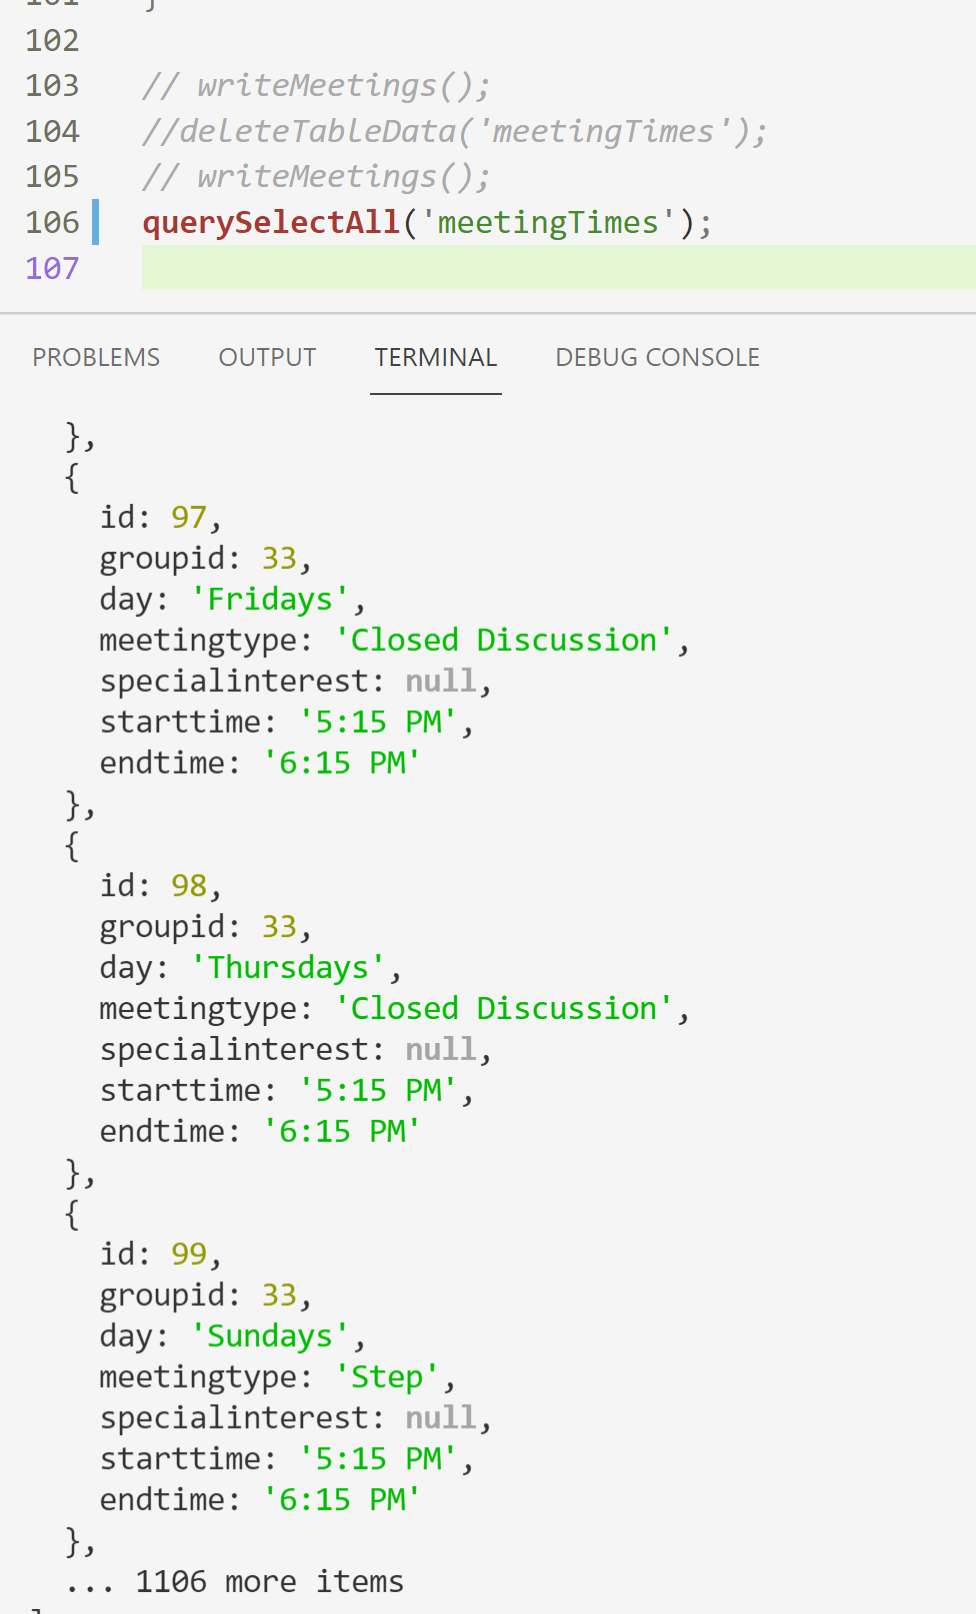 101 }
102
103 // writeMeetings();
104 //deleteTableData('meetingTimes');
105 // writeMeetings();
106 querySelectAll('meetingTimes');
107
PROBLEMS OUTPUT TERMINAL DEBUG CONSOLE
},
{
id: 97,
groupid: 33,
day: 'Fridays',
meetingtype: 'Closed Discussion',
specialinterest: null,
starttime: '5:15 PM',
endtime: '6:15 PM'
},
{
id: 98,
groupid: 33,
day: 'Thursdays',
meetingtype: 'Closed Discussion',
specialinterest: null,
starttime: '5:15 PM',
endtime: '6:15 PM'
},
{
id: 99,
groupid: 33,
day: 'Sundays',
meetingtype: 'Step',
specialinterest: null,
starttime: '5:15 PM',
endtime: '6:15 PM'
},
... 1106 more items
]